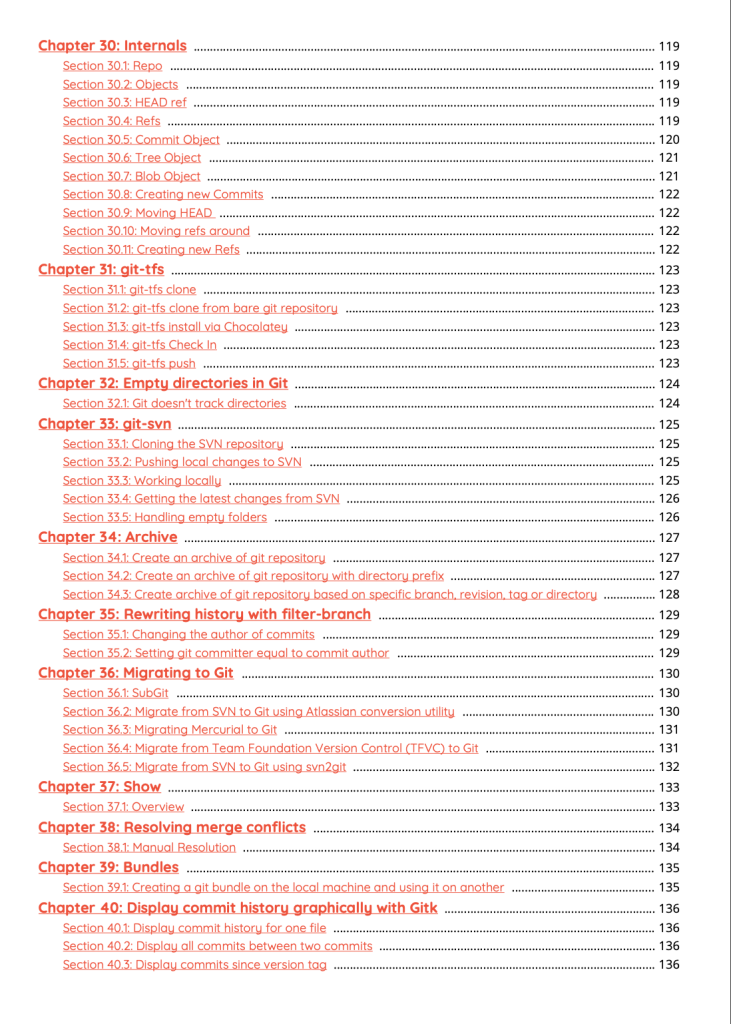 Chapter 30: Internals ................ 119
Section 30.1: Repo ................ 119
Section 30.2: Objects ................ 119
Section 30.3: HEAD ref ................ 119
Section 30.4: Refs ................ 119
Section 30.5: Commit Object ................ 120
Section 30.6: Tree Object ................ 121
Section 30.7: Blob Object ................ 121
Section 30.8: Creating new Commits ................ 122
Section 30.9: Moving HEAD ................ 122
Section 30.10: Moving refs around ................ 122
Section 30.11: Creating new Refs ................ 122
Chapter 31: git-tfs ................ 123
Section 31.1: git-tfs clone ................ 123
Section 31.2: git-tfs clone from bare git repository ................ 123
Section 31.3: git-tfs install via Chocolatey ................ 123
Section 31.4: git-tfs Check In ................ 123
Section 31.5: git-tfs push ................ 123
Chapter 32: Empty directories in Git ................ 124
Section 32.1: Git doesn't track directories ................ 124
Chapter 33: git-svn ................ 125
Section 33.1: Cloning the SVN repository ................ 125
Section 33.2: Pushing local changes to SVN ................ 125
Section 33.3: Working locally ................ 125
Section 33.4: Getting the latest changes from SVN ................ 126
Section 33.5: Handling empty folders ................ 126
Chapter 34: Archive ................ 127
Section 34.1: Create an archive of git repository ................ 127
Section 34.2: Create an archive of git repository with directory prefix ................ 127
Section 34.3: Create archive of git repository based on specific branch, revision, tag or directory ................ 128
Chapter 35: Rewriting history with filter-branch ................ 129
Section 35.1: Changing the author of commits ................ 129
Section 35.2: Setting git committer equal to commit author ................ 129
Chapter 36: Migrating to Git ................ 130
Section 36.1: SubGit ................ 130
Section 36.2: Migrate from SVN to Git using Atlassian conversion utility ................ 130
Section 36.3: Migrating Mercurial to Git ................ 131
Section 36.4: Migrate from Team Foundation Version Control (TFVC) to Git ................ 131
Section 36.5: Migrate from SVN to Git using svn2git ................ 132
Chapter 37: Show ................ 133
Section 37.1: Overview ................ 133
Chapter 38: Resolving merge conflicts ................ 134
Section 38.1: Manual Resolution ................ 134
Chapter 39: Bundles ................ 135
Section 39.1: Creating a git bundle on the local machine and using it on another ................ 135
Chapter 40: Display commit history graphically with Gitk ................ 136
Section 40.1: Display commit history for one file ................ 136
Section 40.2: Display all commits between two commits ................ 136
Section 40.3: Display commits since version tag ................ 136